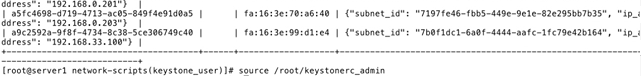 ddress": "192.168.0.201"} |
| a5fc4698-d719-4713-ac05-849f4e91d0a5 | | fa:16:3e:70:a6:40 | {"subnet_id": "7197fe46-fbb5-449e-9e1e-82e295bb7b35", "ip_a
ddress": "192.168.0.203"} |
| a9c2592a-9f8f-4734-8c38-5ce306749c40 | | fa:16:3e:99:d1:e4 | {"subnet_id": "7b0f1dc1-6a0f-4444-aafc-1fc79e42b164", "ip_a
ddress": "192.168.33.100"} |
[root@server1 network-scripts(keystone_user)]# source /root/keystonerc_admin